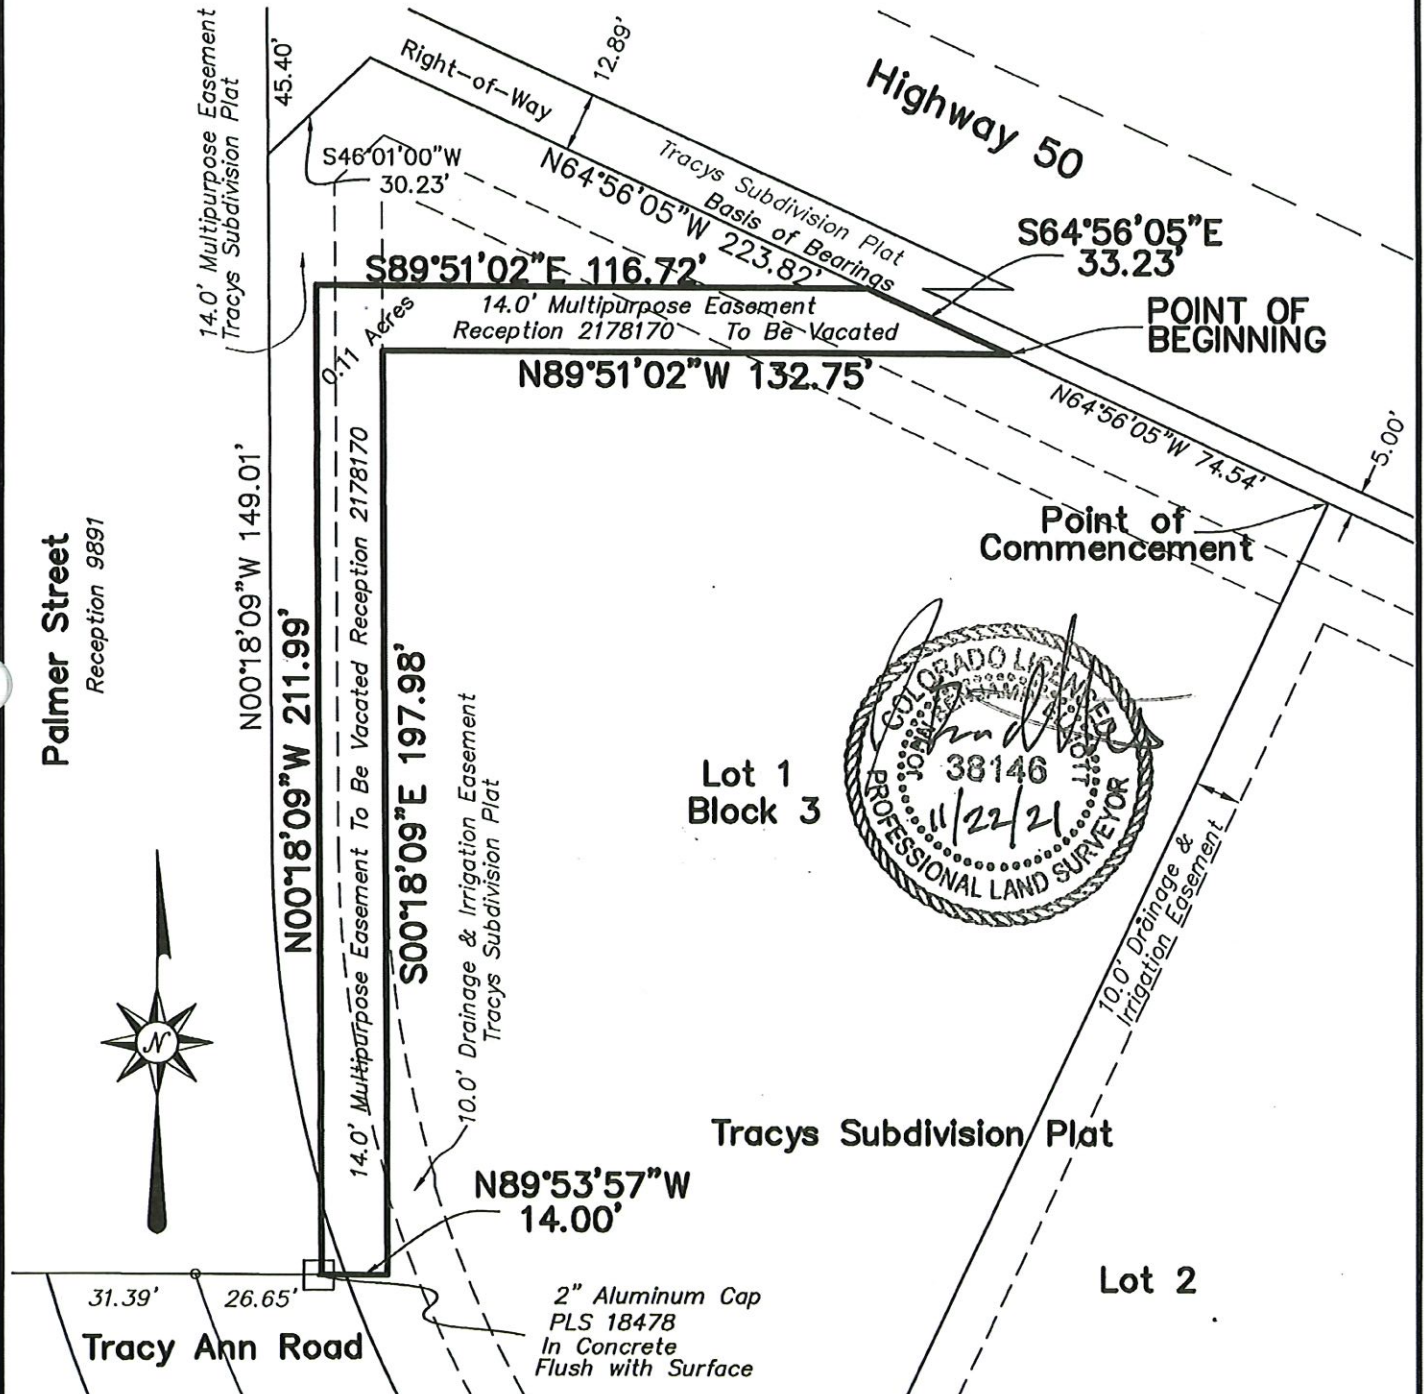 14.0' Multipurpose Easement
Tracys Subdivision Plat
45.40'
Right-of-Way
12.89'
Highway 50
S46°01'00"W
30.23'
N64°56'05"W 223.82'
Tracys Subdivision Plat
Basis of Bearings
S64°56'05"E
33.23'
14.0' Multipurpose Easement
Tracys Subdivision Plat
S89°51'02"E 116.72'
14.0' Multipurpose Easement
Reception 2178170 To Be Vacated
0.11 Acres
POINT OF
BEGINNING
N89°51'02"W 132.75'
N64°56'05"W 74.54'
5.00'
Point of
Commencement
Palmer Street
Reception 9891
N00°18'09"W 149.01'
N00°18'09"W 211.99'
14.0' Multipurpose Easement To Be Vacated Reception 2178170
S00°18'09"E 197.98'
10.0' Drainage & Irrigation Easement
Tracys Subdivision Plat
Lot 1
Block 3
COLORADO LICENSED
38146
11/22/21
PROFESSIONAL LAND SURVEYOR
10.0' Drainage &
Irrigation Easement
N
Tracys Subdivision Plat
N89°53'57"W
14.00'
Lot 2
31.39'
26.65'
Tracy Ann Road
2" Aluminum Cap
PLS 18478
In Concrete
Flush with Surface